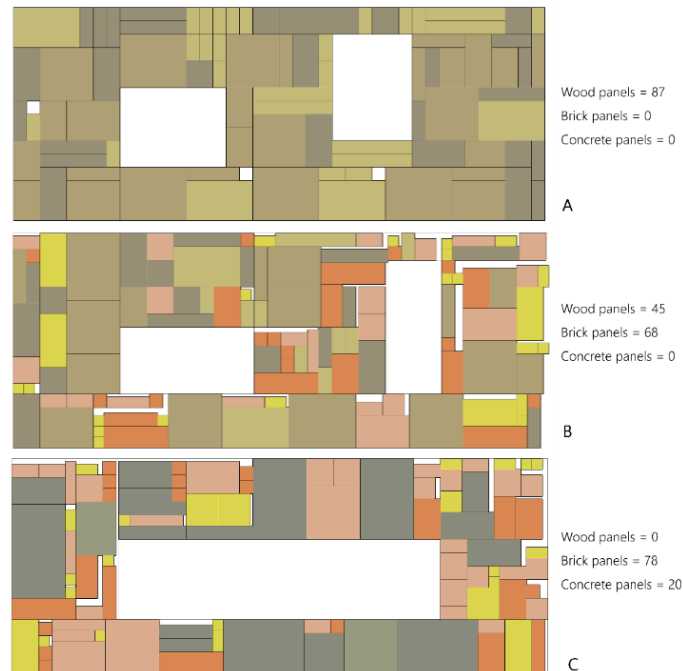 Wood panels = 87
Brick panels = 0
Concrete panels = 0
A
Wood panels = 45
Brick panels = 68
Concrete panels = 0
B
Wood panels = 0
Brick panels = 78
Concrete panels = 20
C